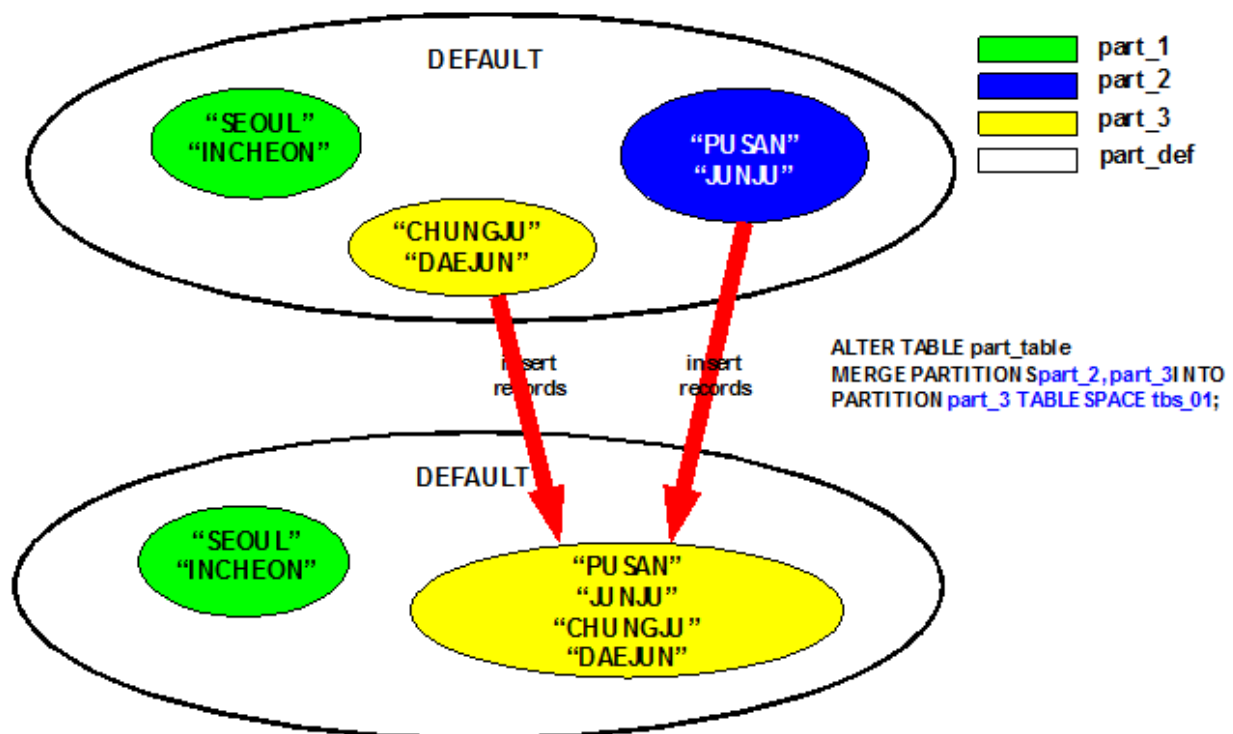 DEFAULT
“SEOUL”
“INCHEON”
“PUSAN”
“JUNJU”
“CHUNGJU”
“DAEJUN”
part_1
part_2
part_3
part_def
insert
records
insert
records
ALTER TABLE part_table
MERGE PARTITIONS part_2, part_3 INTO
PARTITION part_3 TABLESPACE tbs_01;
DEFAULT
“SEOUL”
“INCHEON”
“PUSAN”
“JUNJU”
“CHUNGJU”
“DAEJUN”